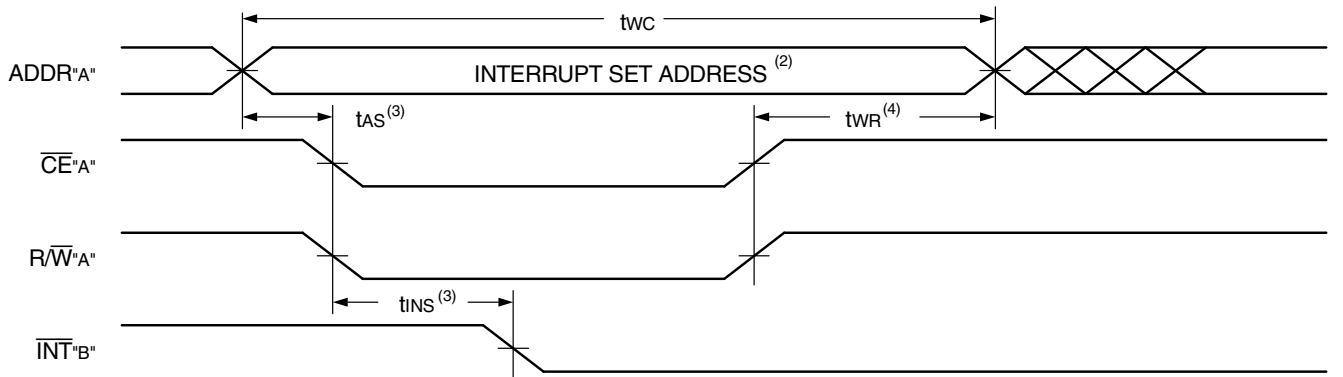 tWC
ADDR"A" INTERRUPT SET ADDRESS (2)
tAS(3) tWR(4)
CE"A"
R/W"A"
tINS(3)
INT"B"